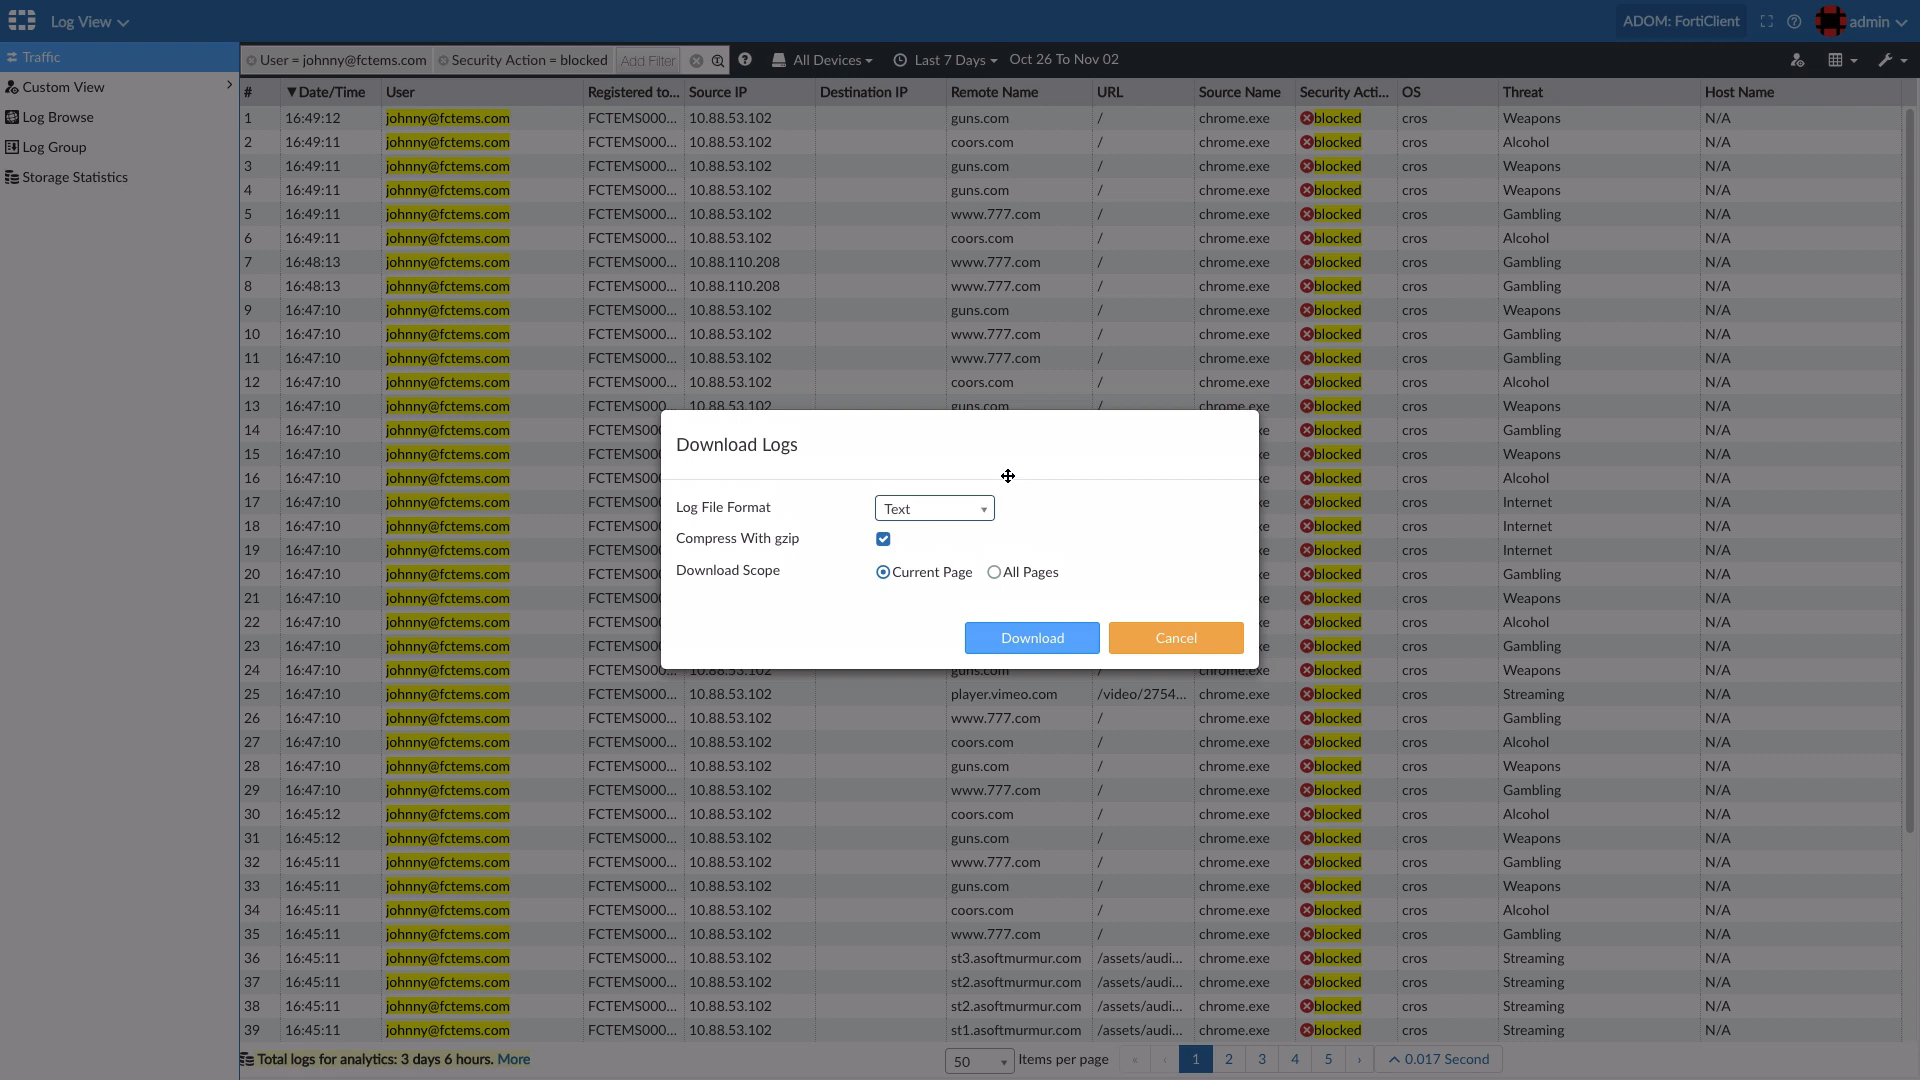 Log View
ADOM: FortiClient
admin
Traffic
Custom View
Log Browse
Log Group
Storage Statistics
User = johnny@fctems.com Security Action = blocked Add Filter All Devices Last 7 Days Oct 26 To Nov 02
# Date/Time User Registered to... Source IP Destination IP Remote Name URL Source Name Security Acti... OS Threat Host Name
1 16:49:12 johnny@fctems.com FCTEMS000... 10.88.53.102 guns.com / chrome.exe blocked cros Weapons N/A
2 16:49:11 johnny@fctems.com FCTEMS000... 10.88.53.102 coors.com / chrome.exe blocked cros Alcohol N/A
3 16:49:11 johnny@fctems.com FCTEMS000... 10.88.53.102 guns.com / chrome.exe blocked cros Weapons N/A
4 16:49:11 johnny@fctems.com FCTEMS000... 10.88.53.102 guns.com / chrome.exe blocked cros Weapons N/A
5 16:49:11 johnny@fctems.com FCTEMS000... 10.88.53.102 www.777.com / chrome.exe blocked cros Gambling N/A
6 16:49:11 johnny@fctems.com FCTEMS000... 10.88.53.102 coors.com / chrome.exe blocked cros Alcohol N/A
7 16:48:13 johnny@fctems.com FCTEMS000... 10.88.110.208 www.777.com / chrome.exe blocked cros Gambling N/A
8 16:48:13 johnny@fctems.com FCTEMS000... 10.88.110.208 www.777.com / chrome.exe blocked cros Gambling N/A
9 16:47:10 johnny@fctems.com FCTEMS000... 10.88.53.102 guns.com / chrome.exe blocked cros Weapons N/A
10 16:47:10 johnny@fctems.com FCTEMS000... 10.88.53.102 www.777.com / chrome.exe blocked cros Gambling N/A
11 16:47:10 johnny@fctems.com FCTEMS000... 10.88.53.102 www.777.com / chrome.exe blocked cros Gambling N/A
12 16:47:10 johnny@fctems.com FCTEMS000... 10.88.53.102 coors.com / chrome.exe blocked cros Alcohol N/A
13 16:47:10 johnny@fctems.com FCTEMS000... 10.88.53.102 guns.com / chrome.exe blocked cros Weapons N/A
14 16:47:10 johnny@fctems.com blocked cros Gambling N/A
15 16:47:10 johnny@fctems.com blocked cros Weapons N/A
16 16:47:10 johnny@fctems.com blocked cros Alcohol N/A
17 16:47:10 johnny@fctems.com blocked cros Internet N/A
18 16:47:10 johnny@fctems.com blocked cros Internet N/A
19 16:47:10 johnny@fctems.com blocked cros Internet N/A
20 16:47:10 johnny@fctems.com blocked cros Gambling N/A
21 16:47:10 johnny@fctems.com blocked cros Weapons N/A
22 16:47:10 johnny@fctems.com blocked cros Alcohol N/A
23 16:47:10 johnny@fctems.com blocked cros Gambling N/A
24 16:47:10 johnny@fctems.com FCTEMS000... 10.88.53.102 guns.com chrome.exe blocked cros Weapons N/A
Download Logs
Log File Format Text
Compress With gzip
Download Scope Current Page All Pages
Download Cancel
25 16:47:10 johnny@fctems.com FCTEMS000... 10.88.53.102 player.vimeo.com /video/2754... chrome.exe blocked cros Streaming N/A
26 16:47:10 johnny@fctems.com FCTEMS000... 10.88.53.102 www.777.com / chrome.exe blocked cros Gambling N/A
27 16:47:10 johnny@fctems.com FCTEMS000... 10.88.53.102 coors.com / chrome.exe blocked cros Alcohol N/A
28 16:47:10 johnny@fctems.com FCTEMS000... 10.88.53.102 guns.com / chrome.exe blocked cros Weapons N/A
29 16:47:10 johnny@fctems.com FCTEMS000... 10.88.53.102 www.777.com / chrome.exe blocked cros Gambling N/A
30 16:45:12 johnny@fctems.com FCTEMS000... 10.88.53.102 coors.com / chrome.exe blocked cros Alcohol N/A
31 16:45:12 johnny@fctems.com FCTEMS000... 10.88.53.102 guns.com / chrome.exe blocked cros Weapons N/A
32 16:45:11 johnny@fctems.com FCTEMS000... 10.88.53.102 www.777.com / chrome.exe blocked cros Gambling N/A
33 16:45:11 johnny@fctems.com FCTEMS000... 10.88.53.102 guns.com / chrome.exe blocked cros Weapons N/A
34 16:45:11 johnny@fctems.com FCTEMS000... 10.88.53.102 coors.com / chrome.exe blocked cros Alcohol N/A
35 16:45:11 johnny@fctems.com FCTEMS000... 10.88.53.102 www.777.com / chrome.exe blocked cros Gambling N/A
36 16:45:11 johnny@fctems.com FCTEMS000... 10.88.53.102 st3.asoftmurmur.com /assets/audi... chrome.exe blocked cros Streaming N/A
37 16:45:11 johnny@fctems.com FCTEMS000... 10.88.53.102 st2.asoftmurmur.com /assets/audi... chrome.exe blocked cros Streaming N/A
38 16:45:11 johnny@fctems.com FCTEMS000... 10.88.53.102 st2.asoftmurmur.com /assets/audi... chrome.exe blocked cros Streaming N/A
39 16:45:11 johnny@fctems.com FCTEMS000... 10.88.53.102 st1.asoftmurmur.com /assets/audi... chrome.exe blocked cros Streaming N/A
Total logs for analytics: 3 days 6 hours. More 50 Items per page « ‹ 1 2 3 4 5 › 0.017 Second